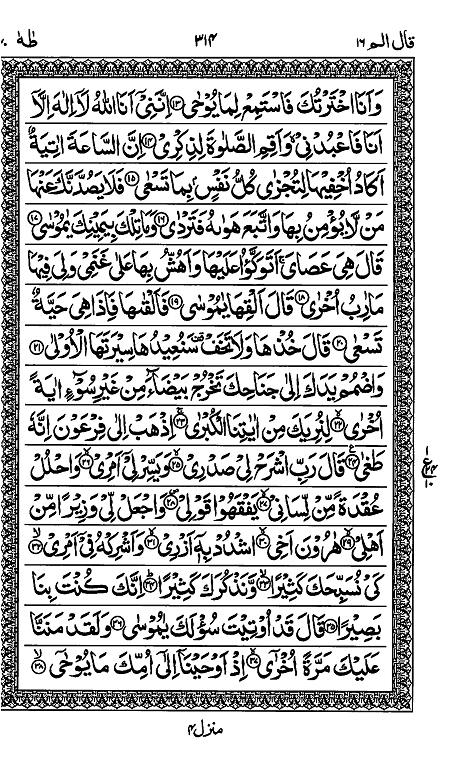 قال الم ١٦ ٣١٤ طٰهٰ ٢٠
وَاَنَا اخْتَرْتُكَ فَاسْتَمِعْ لِمَا يُوْحٰى ﴿١٣﴾ اِنَّنِیْۤ اَنَا اللّٰهُ لَاۤ اِلٰهَ اِلَّاۤ
اَنَا فَاعْبُدْنِیْ ۙ وَاَقِمِ الصَّلٰوةَ لِذِكْرِیْ ﴿١٤﴾ اِنَّ السَّاعَةَ اٰتِیَةٌ
اَكَادُ اُخْفِیْهَا لِتُجْزٰى كُلُّ نَفْسٍۭ بِمَا تَسْعٰى ﴿١٥﴾ فَلَا یَصُدَّنَّكَ عَنْهَا
مَنْ لَّا یُؤْمِنُ بِهَا وَاتَّبَعَ هَوٰىهُ فَتَرْدٰى ﴿١٦﴾ وَمَا تِلْكَ بِیَمِیْنِكَ یٰمُوْسٰى ﴿١٧﴾
قَالَ هِیَ عَصَایَ ۚ اَتَوَكَّؤُا عَلَیْهَا وَاَهُشُّ بِهَا عَلٰى غَنَمِیْ وَلِیَ فِیْهَا
مَاٰرِبُ اُخْرٰى ﴿١٨﴾ قَالَ اَلْقِهَا یٰمُوْسٰى ﴿١٩﴾ فَاَلْقٰىهَا فَاِذَا هِیَ حَیَّةٌ
تَسْعٰى ﴿٢٠﴾ قَالَ خُذْهَا وَلَا تَخَفْ ۥ سَنُعِیْدُهَا سِیْرَتَهَا الْاُوْلٰى ﴿٢١﴾
وَاضْمُمْ یَدَكَ اِلٰى جَنَاحِكَ تَخْرُجْ بَیْضَآءَ مِنْ غَیْرِ سُوْٓءٍ اٰیَةً
اُخْرٰى ﴿٢٢﴾ لِنُرِیَكَ مِنْ اٰیٰتِنَا الْكُبْرٰى ﴿٢٣﴾ اِذْهَبْ اِلٰى فِرْعَوْنَ اِنَّهٗ
طَغٰى ﴿٢٤﴾ قَالَ رَبِّ اشْرَحْ لِیْ صَدْرِیْ ﴿٢٥﴾ وَیَسِّرْ لِیْۤ اَمْرِیْ ﴿٢٦﴾ وَاحْلُلْ
عُقْدَةً مِّنْ لِّسَانِیْ ﴿٢٧﴾ یَفْقَهُوْا قَوْلِیْ ﴿٢٨﴾ وَاجْعَلْ لِّیْ وَزِیْرًا مِّنْ
اَهْلِیْ ﴿٢٩﴾ هٰرُوْنَ اَخِی ﴿٣٠﴾ اشْدُدْ بِهٖۤ اَزْرِیْ ﴿٣١﴾ وَاَشْرِكْهُ فِیْۤ اَمْرِیْ ﴿٣٢﴾
كَیْ نُسَبِّحَكَ كَثِیْرًا ﴿٣٣﴾ وَّنَذْكُرَكَ كَثِیْرًا ﴿٣٤﴾ اِنَّكَ كُنْتَ بِنَا
بَصِیْرًا ﴿٣٥﴾ قَالَ قَدْ اُوْتِیْتَ سُؤْلَكَ یٰمُوْسٰى ﴿٣٦﴾ وَلَقَدْ مَنَنَّا
عَلَیْكَ مَرَّةً اُخْرٰۤى ﴿٣٧﴾ اِذْ اَوْحَیْنَاۤ اِلٰۤى اُمِّكَ مَا یُوْحٰۤى ﴿٣٨﴾
١
ع ٢٤
١٠
منزل ٤